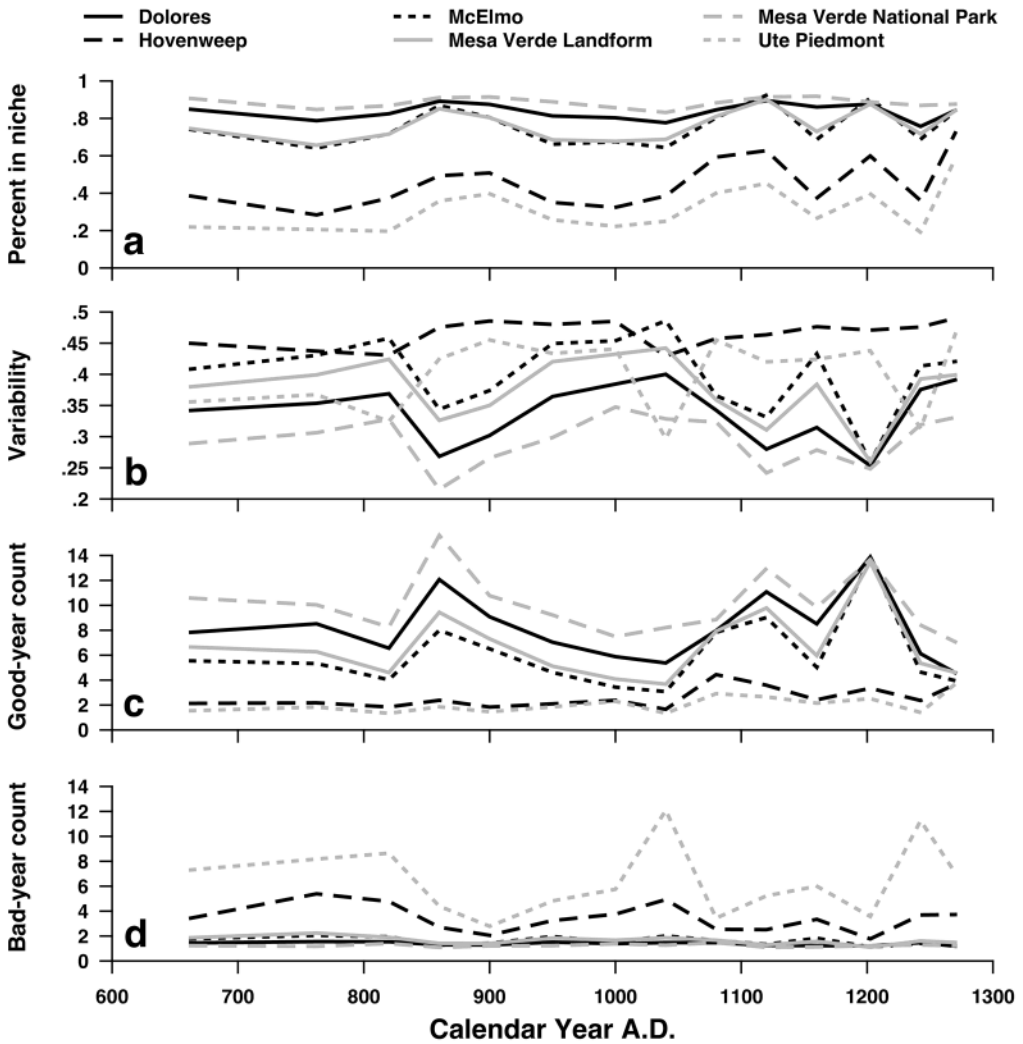 Dolores McElmo Mesa Verde National Park
Hovenweep Mesa Verde Landform Ute Piedmont
Percent in niche
1
.8
.6
.4
.2
0
a
Variability
.5
.45
.4
.35
.3
.25
.2
b
Good-year count
14
12
10
8
6
4
2
0
c
Bad-year count
14
12
10
8
6
4
2
0
d
600 700 800 900 1000 1100 1200 1300
Calendar Year A.D.